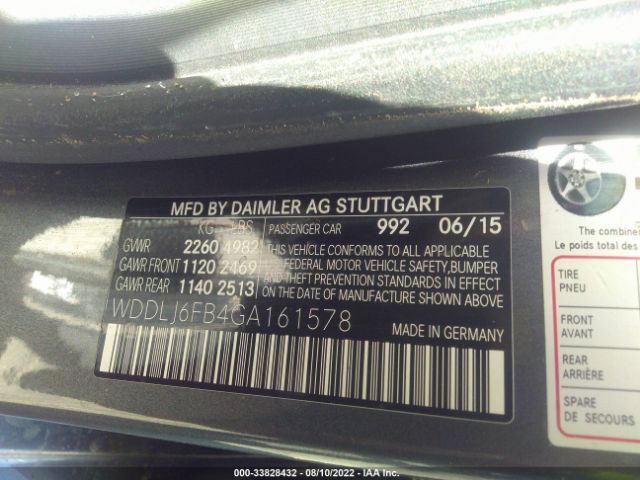 MFD BY DAIMLER AG STUTTGART
KG LBS PASSENGER CAR 992 06/15
GVWR 2260 4982 THIS VEHICLE CONFORMS TO ALL APPLICABLE
GAWR FRONT 1120 2469 FEDERAL MOTOR VEHICLE SAFETY, BUMPER
GAWR REAR 1140 2513 AND THEFT PREVENTION STANDARDS IN EFFECT
ON THE DATE OF MANUFACTURE SHOWN ABOVE.
WDDLJ6FB4GA161578
MADE IN GERMANY
The combine
Le poids total des
TIRE
PNEU
FRONT
AVANT
REAR
ARRIÈRE
SPARE
DE SECOURS
000-33828432 - 08/10/2022 - IAA Inc.